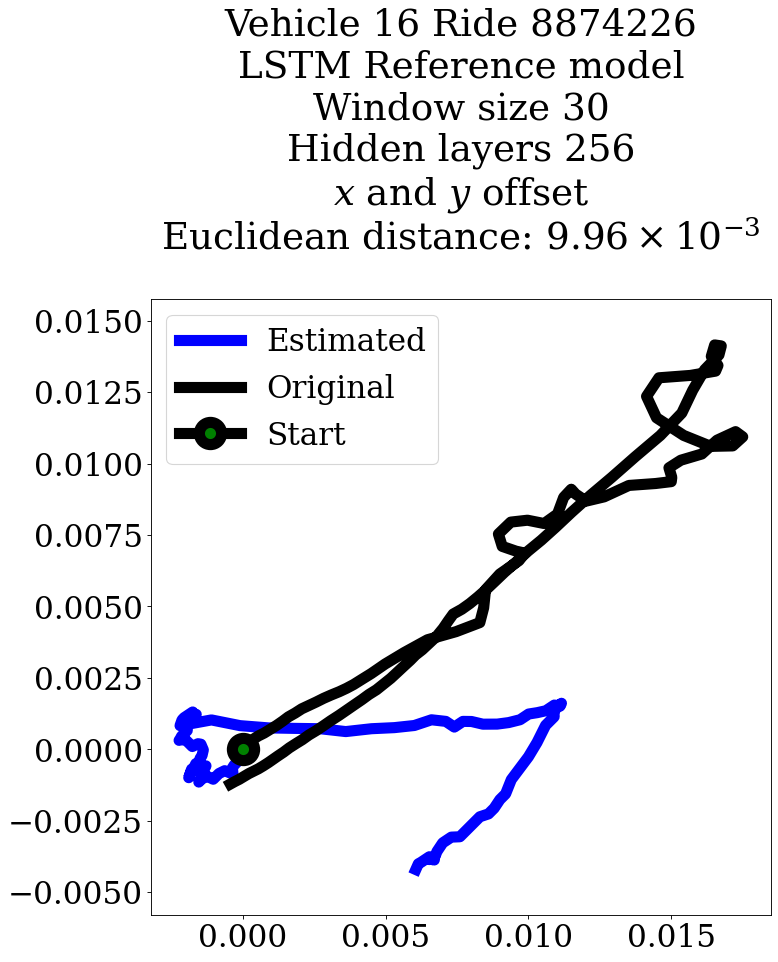 Vehicle 16 Ride 8874226
LSTM Reference model
Window size 30
Hidden layers 256
x and y offset
Euclidean distance: 9.96 × 10⁻³
Estimated
Original
Start
0.0150
0.0125
0.0100
0.0075
0.0050
0.0025
0.0000
−0.0025
−0.0050
0.000 0.005 0.010 0.015